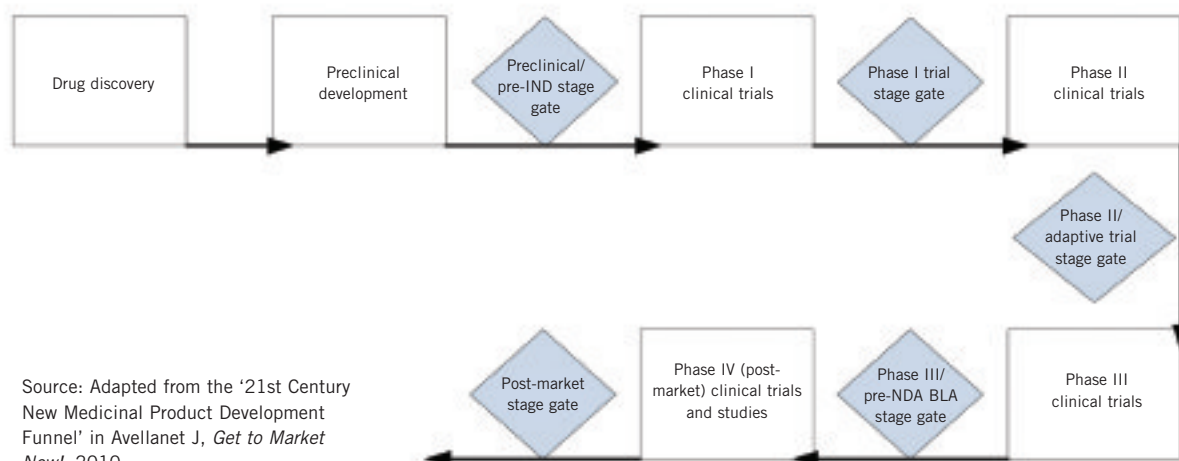 Drug discovery
Preclinical
development
Preclinical/
pre-IND stage
gate
Phase I
clinical trials
Phase I trial
stage gate
Phase II
clinical trials
Phase II/
adaptive trial
stage gate
Phase III
clinical trials
Phase III/
pre-NDA BLA
stage gate
Phase IV (post-
market) clinical trials
and studies
Post-market
stage gate
Source: Adapted from the ‘21st Century
New Medicinal Product Development
Funnel’ in Avellanet J, Get to Market
Now! 2010